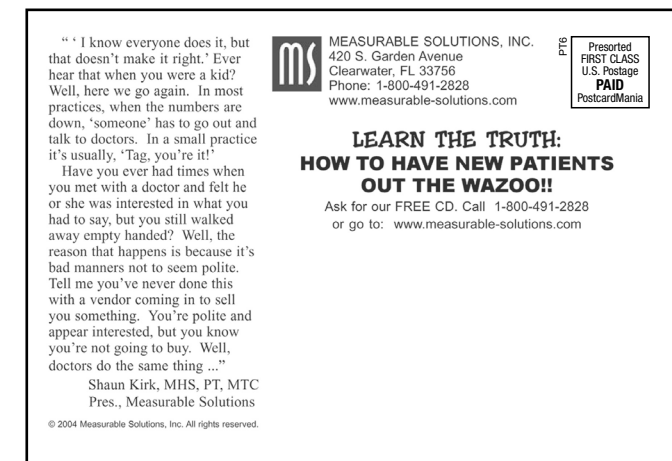 “ ‘ I know everyone does it, but
that doesn’t make it right.’ Ever
hear that when you were a kid?
Well, here we go again. In most
practices, when the numbers are
down, ‘someone’ has to go out and
talk to doctors. In a small practice
it’s usually, ‘Tag, you’re it!’
Have you ever had times when
you met with a doctor and felt he
or she was interested in what you
had to say, but you still walked
away empty handed? Well, the
reason that happens is because it’s
bad manners not to seem polite.
Tell me you’ve never done this
with a vendor coming in to sell
you something. You’re polite and
appear interested, but you know
you’re not going to buy. Well,
doctors do the same thing ...”
Shaun Kirk, MHS, PT, MTC
Pres., Measurable Solutions
© 2004 Measurable Solutions, Inc. All rights reserved.
MS
MEASURABLE SOLUTIONS, INC.
420 S. Garden Avenue
Clearwater, FL 33756
Phone: 1-800-491-2828
www.measurable-solutions.com
PT6
Presorted
FIRST CLASS
U.S. Postage
PAID
PostcardMania
LEARN THE TRUTH:
HOW TO HAVE NEW PATIENTS
OUT THE WAZOO!!
Ask for our FREE CD. Call 1-800-491-2828
or go to: www.measurable-solutions.com